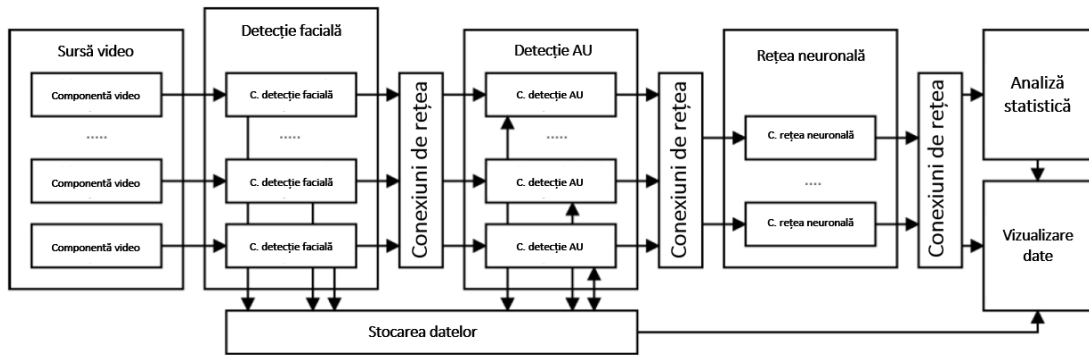 Sursă video
Componentă video
.....
Componentă video
Componentă video
Detecție facială
C. detecție facială
.....
C. detecție facială
C. detecție facială
Conexiuni de rețea
Detecție AU
C. detecție AU
.....
C. detecție AU
C. detecție AU
Conexiuni de rețea
Rețea neuronală
C. rețea neuronală
....
C. rețea neuronală
Conexiuni de rețea
Analiză
statistică
Vizualizare
date
Stocarea datelor